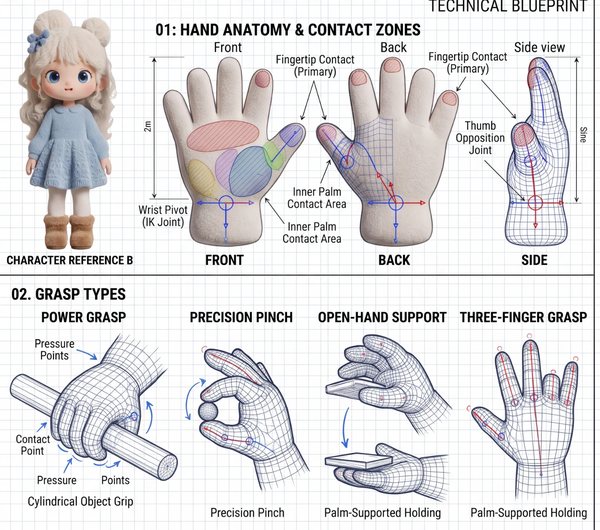 TECHNICAL BLUEPRINT
01: HAND ANATOMY & CONTACT ZONES
Front
Back
Side view
Fingertip Contact
(Primary)
Fingertip Contact
(Primary)
2m
Thumb
Opposition
Joint
Sine
Inner Palm
Contact Area
Wrist Pivot
(IK Joint)
Inner Palm
Contact Area
CHARACTER REFERENCE B
FRONT
BACK
SIDE
02. GRASP TYPES
POWER GRASP
PRECISION PINCH
OPEN-HAND SUPPORT
THREE-FINGER GRASP
Pressure
Points
Contact
Point
Pressure
Points
Cylindrical Object Grip
Precision Pinch
Palm-Supported Holding
Palm-Supported Holding